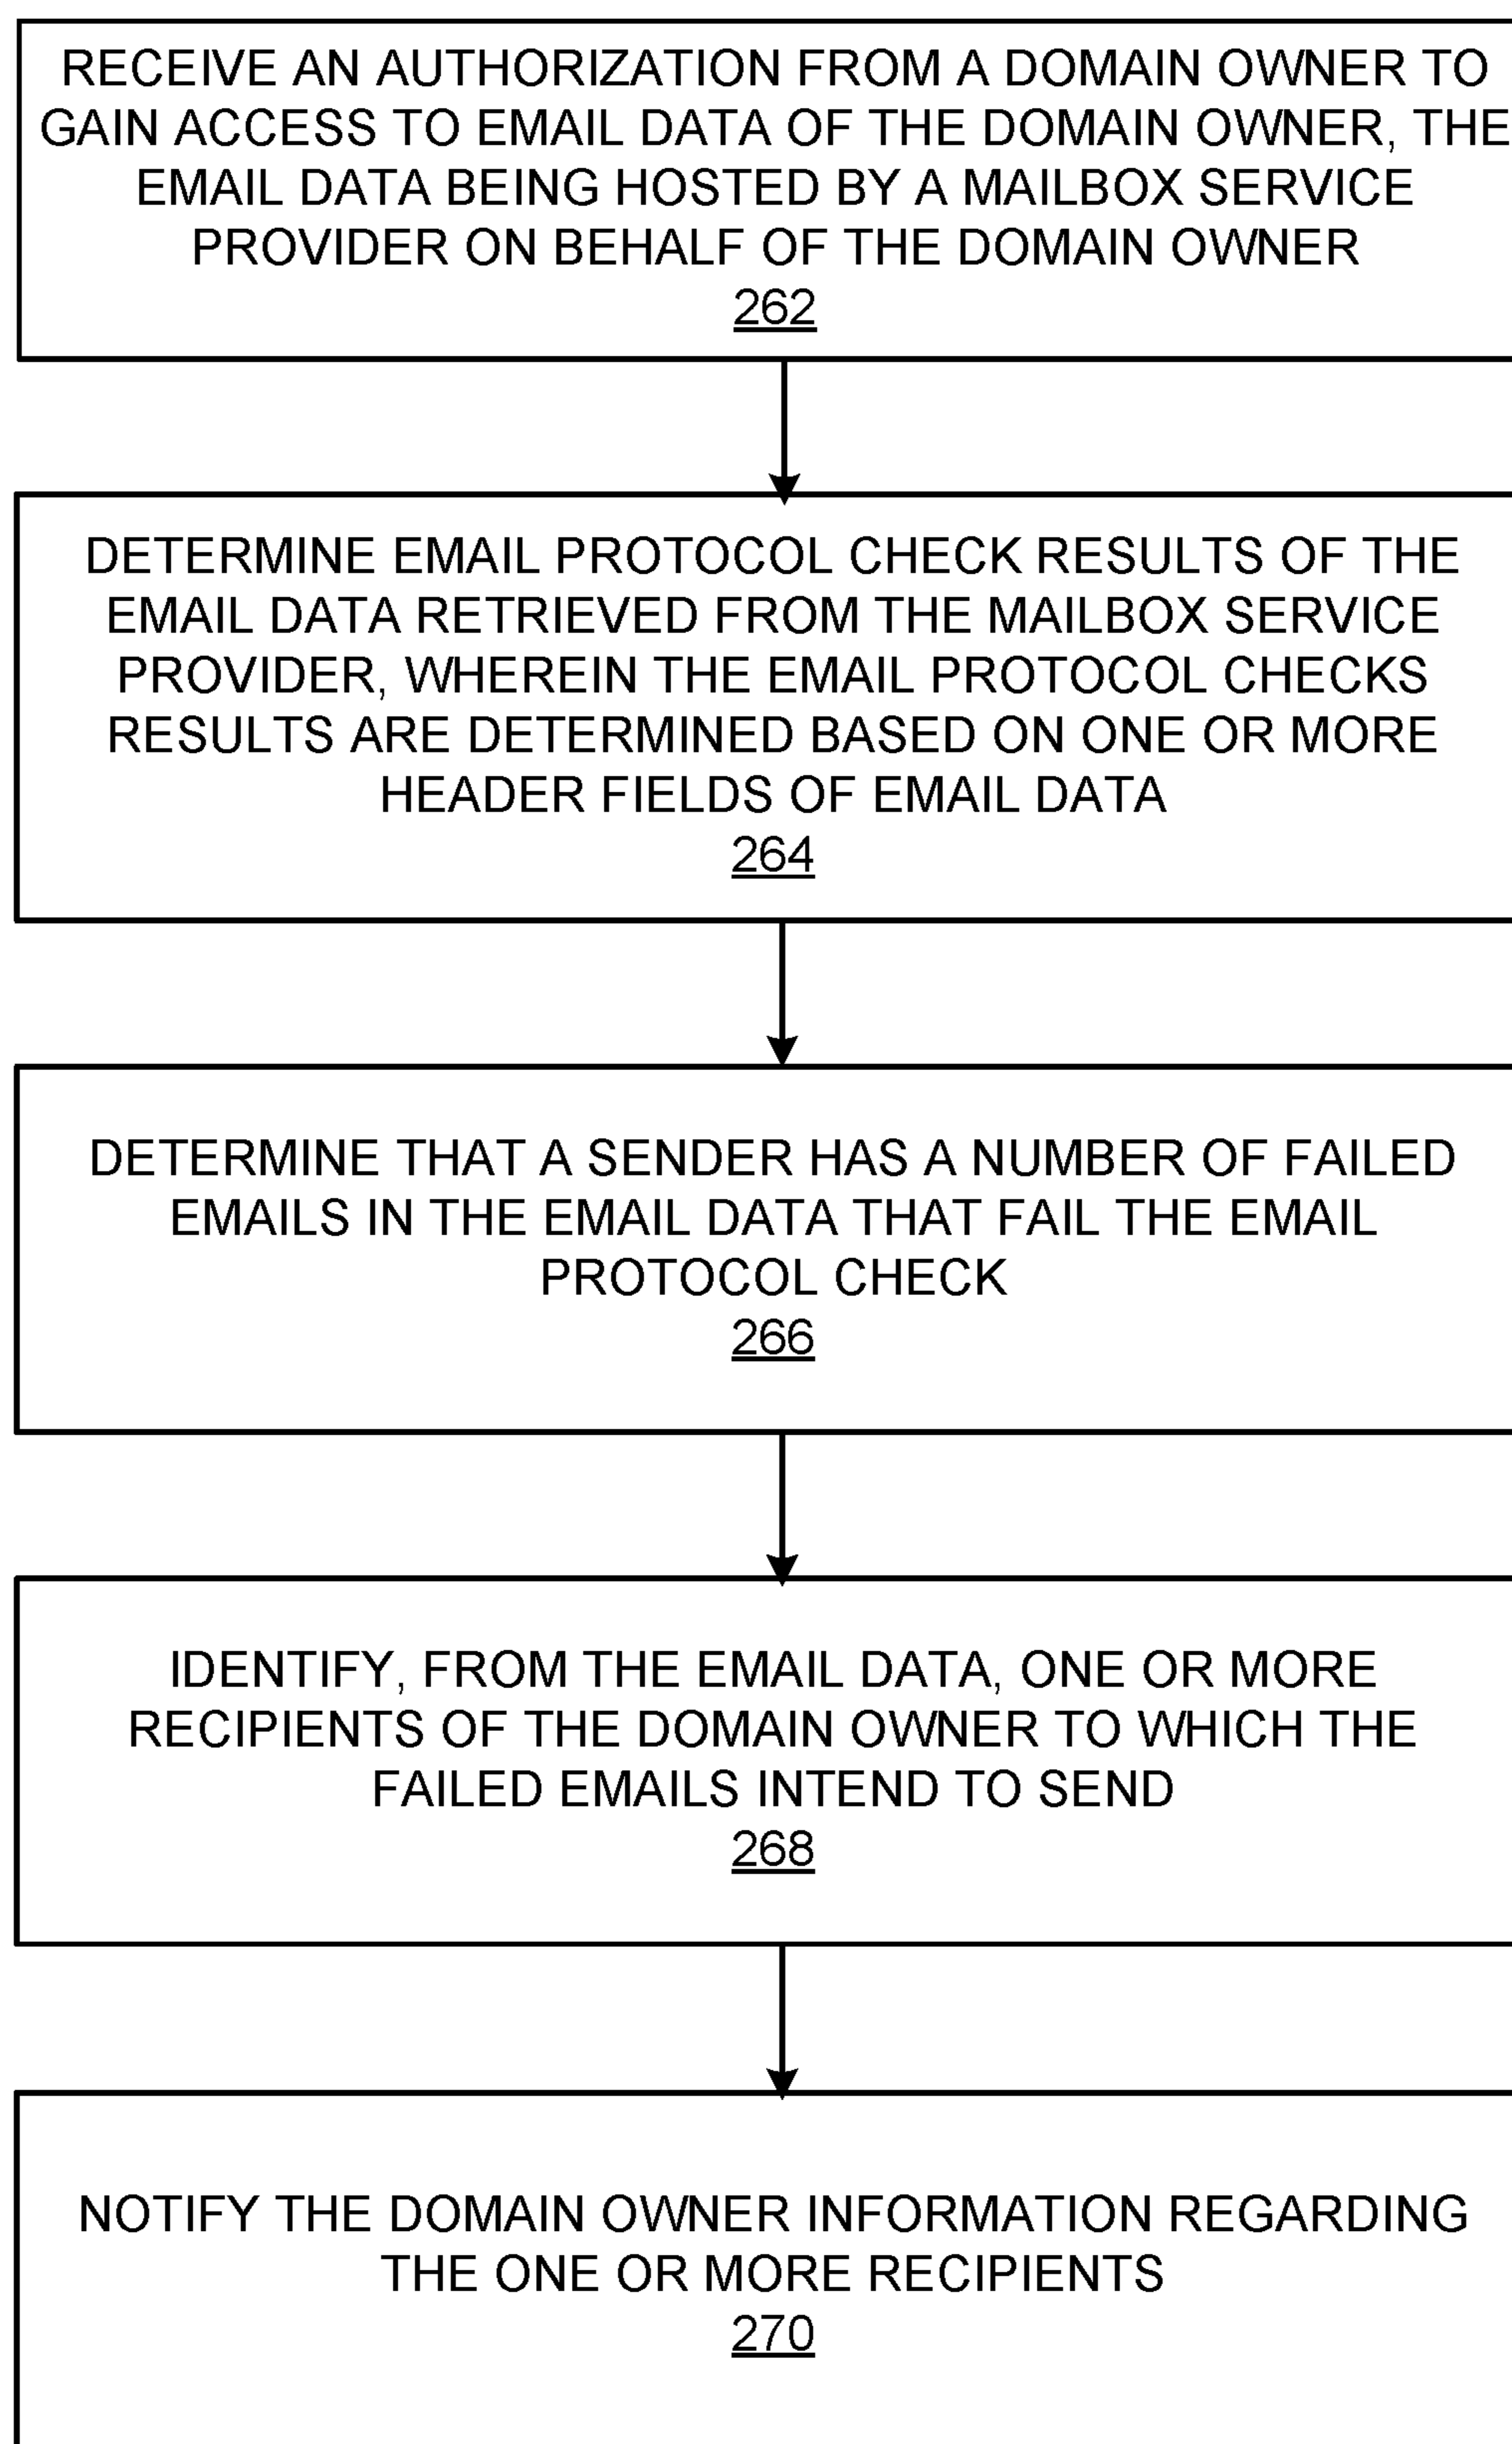 RECEIVE AN AUTHORIZATION FROM A DOMAIN OWNER TO
GAIN ACCESS TO EMAIL DATA OF THE DOMAIN OWNER, THE
EMAIL DATA BEING HOSTED BY A MAILBOX SERVICE
PROVIDER ON BEHALF OF THE DOMAIN OWNER
262
DETERMINE EMAIL PROTOCOL CHECK RESULTS OF THE
EMAIL DATA RETRIEVED FROM THE MAILBOX SERVICE
PROVIDER, WHEREIN THE EMAIL PROTOCOL CHECKS
RESULTS ARE DETERMINED BASED ON ONE OR MORE
HEADER FIELDS OF EMAIL DATA
264
DETERMINE THAT A SENDER HAS A NUMBER OF FAILED
EMAILS IN THE EMAIL DATA THAT FAIL THE EMAIL
PROTOCOL CHECK
266
IDENTIFY, FROM THE EMAIL DATA, ONE OR MORE
RECIPIENTS OF THE DOMAIN OWNER TO WHICH THE
FAILED EMAILS INTEND TO SEND
268
NOTIFY THE DOMAIN OWNER INFORMATION REGARDING
THE ONE OR MORE RECIPIENTS
270